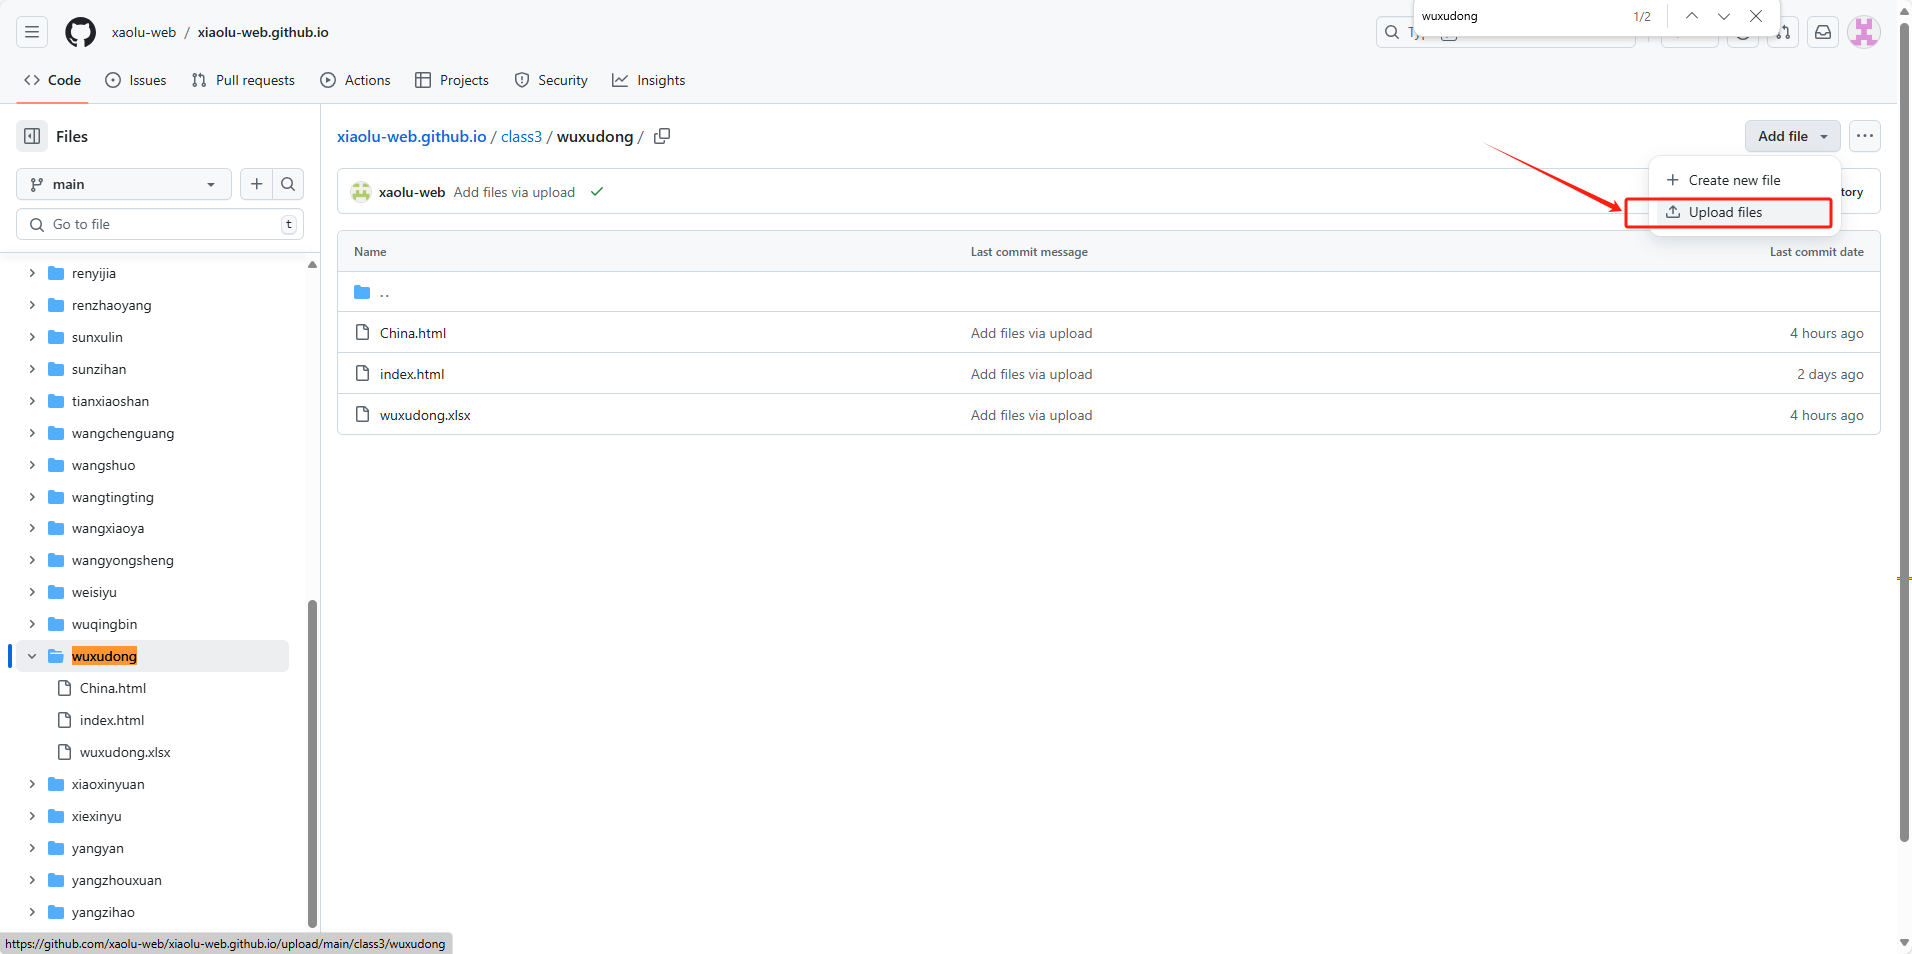 wuxudong 1/2
xaolu-web / xiaolu-web.github.io
Code Issues Pull requests Actions Projects Security Insights
Files
main
Go to file t
renyijia
renzhaoyang
sunxulin
sunzihan
tianxiaoshan
wangchenguang
wangshuo
wangtingting
wangxiaoya
wangyongsheng
weisiyu
wuqingbin
wuxudong
China.html
index.html
wuxudong.xlsx
xiaoxinyuan
xiexinyu
yangyan
yangzhouxuan
yangzihao
xiaolu-web.github.io / class3 / wuxudong /
Add file
Create new file
Upload files
xaolu-web Add files via upload
Name Last commit message Last commit date
..
China.html Add files via upload 4 hours ago
index.html Add files via upload 2 days ago
wuxudong.xlsx Add files via upload 4 hours ago
https://github.com/xaolu-web/xiaolu-web.github.io/upload/main/class3/wuxudong